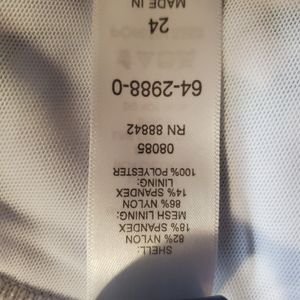 SHELL:
82% NYLON
18% SPANDEX
MESH LINING:
86% NYLON
14% SPANDEX
LINING:
100% POLYESTER
08085
RN 88842
64-2988-0
24
MADE IN